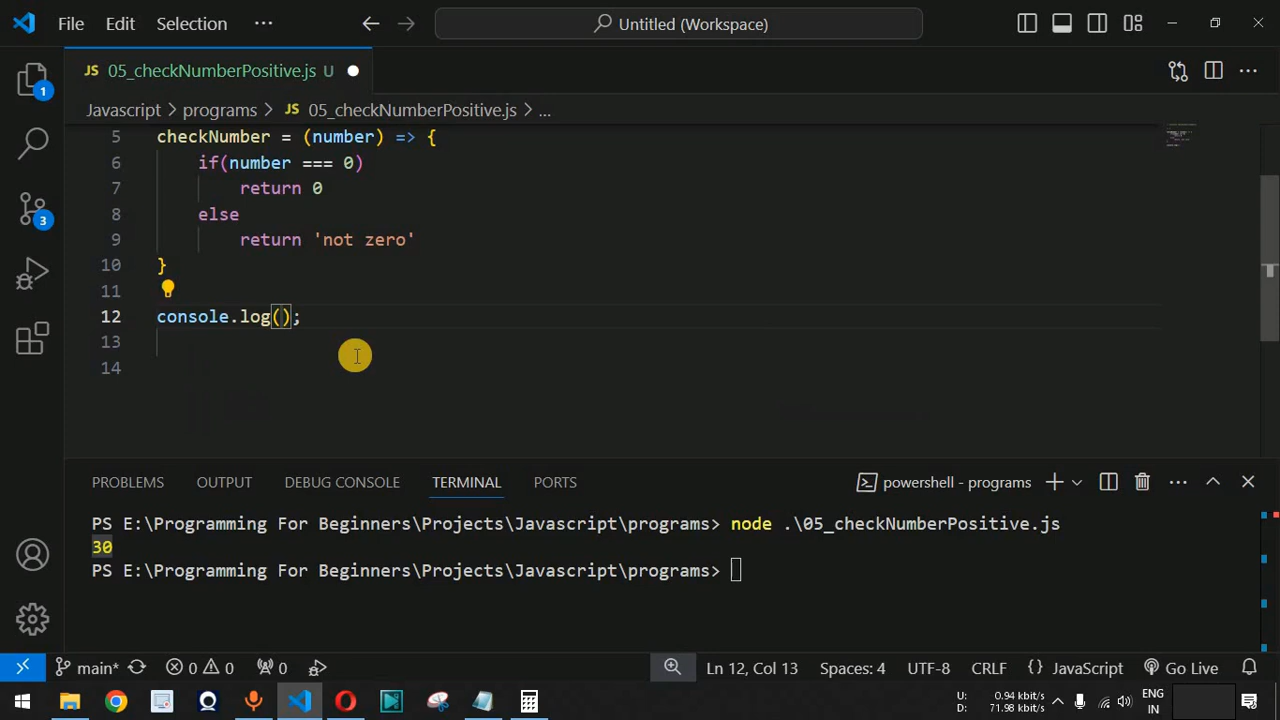 File Edit Selection ··· Untitled (Workspace)
JS 05_checkNumberPositive.js U
Javascript > programs > JS 05_checkNumberPositive.js > ...
5 checkNumber = (number) => {
6 if(number === 0)
7 return 0
8 else
9 return 'not zero'
10 }
11
12 console.log();
13
14
1
3
PROBLEMS OUTPUT DEBUG CONSOLE TERMINAL PORTS powershell - programs
PS E:\Programming For Beginners\Projects\Javascript\programs> node .\05_checkNumberPositive.js
30
PS E:\Programming For Beginners\Projects\Javascript\programs>
main* 0 0 0 Ln 12, Col 13 Spaces: 4 UTF-8 CRLF {} JavaScript Go Live
U: 0.94 kbit/s
D: 71.98 kbit/s
ENG
IN